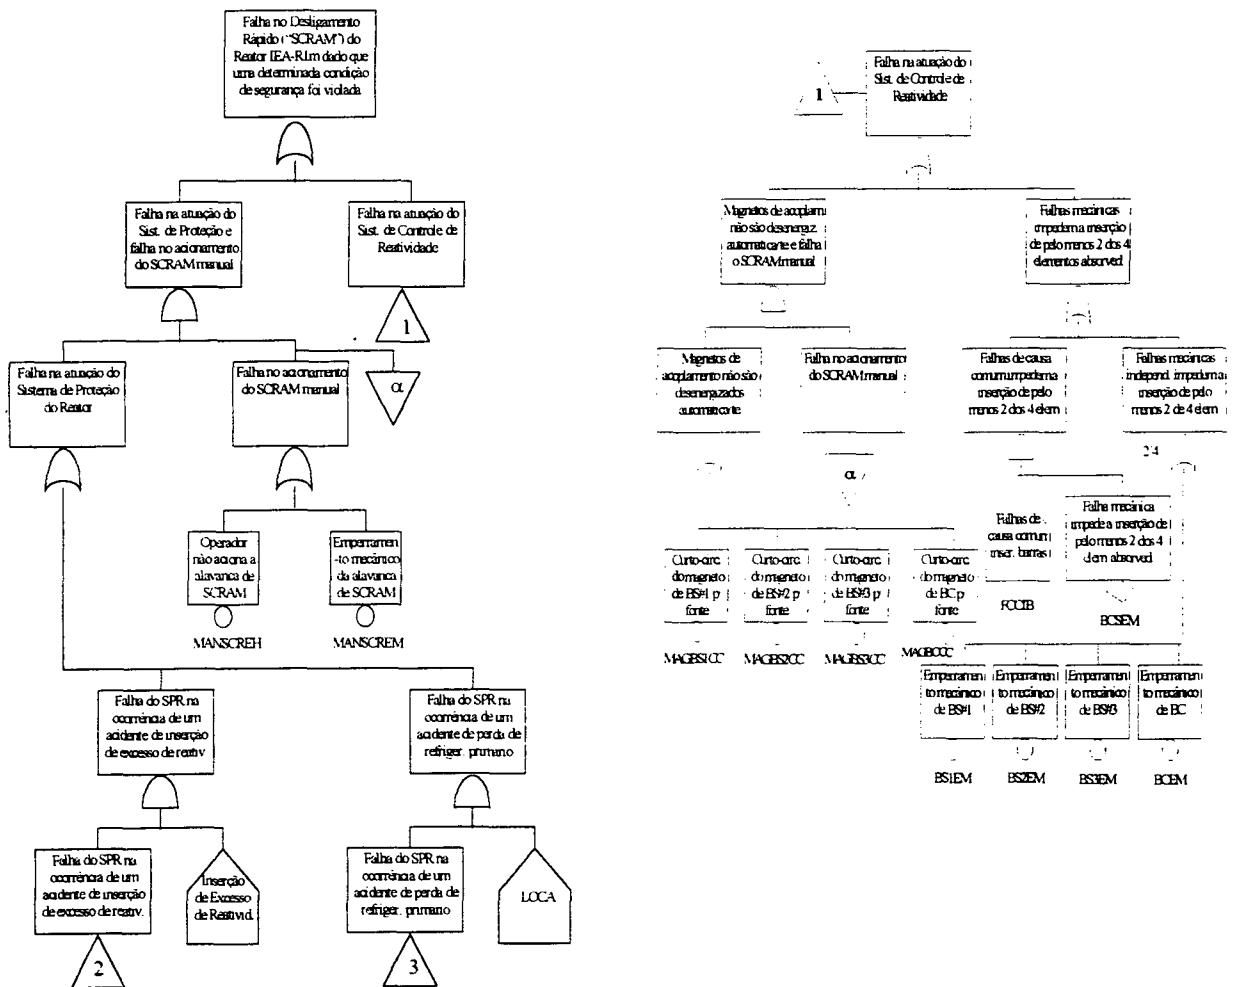 Falha no Desligamento
Rápido ("SCRAM") do
Reator IEA-R1m dado que
uma determinada condição
de segurança foi violada
Falha na atuação do
Sist. de Proteção e
falha no acionamento
do SCRAM manual
Falha na atuação do
Sist. de Controle de
Reatividade
1
Falha na atuação do
Sistema de Proteção
do Reator
Falha no acionamento
do SCRAM manual
α
Operador
não aciona a
alavanca de
SCRAM
MANSCREH
Emperramen
-to mecânico
da alavanca
de SCRAM
MANSCREM
Falha do SPR na
ocorrência de um
acidente de inserção
de excesso de reativ.
Falha do SPR na
ocorrência de um
acidente de perda de
refriger. primario
Falha do SPR na
ocorrência de um
acidente de inserção
de excesso de reativ.
2
Inserção
de Excesso
de Reativid.
Falha do SPR na
ocorrência de um
acidente de perda de
refriger. primario
3
LOCA
1
Falha na atuação do
Sist. de Controle de
Reatividade
Magnetos de acoplam
não são desenergaz.
automaticate e falha
o SCRAM manual
Falhas mecânicas
impedem a inserção
de pelo menos 2 dos 4
elementos absorved.
Magnetos de
acoplamento não são
desenergazados
automaticate
Falha no acionamento
do SCRAM manual
α
Falhas de causa
comum impedem a
inserção de pelo
menos 2 dos 4 elem
Falhas mecânicas
independ. impedem a
inserção de pelo
menos 2 de 4 elem
2/4
Falhas de
causa comum
inser. barras
FCCIB
Falha mecânica
impede a inserção de
pelo menos 2 dos 4
elem absorved.
BCSEM
Curto-circ.
do magneto
de BS#1 p
fonte
MAGBS1CC
Curto-circ.
do magneto
de BS#2 p
fonte
MAGBS2CC
Curto-circ.
do magneto
de BS#3 p
fonte
MAGBS3CC
Curto-circ.
do magneto
de BC p
fonte
MAGBCCC
Emperramen
to mecânico
de BS#1
BS1EM
Emperramen
to mecânico
de BS#2
BS2EM
Emperramen
to mecânico
de BS#3
BS3EM
Emperramen
to mecânico
de BC
BCEM